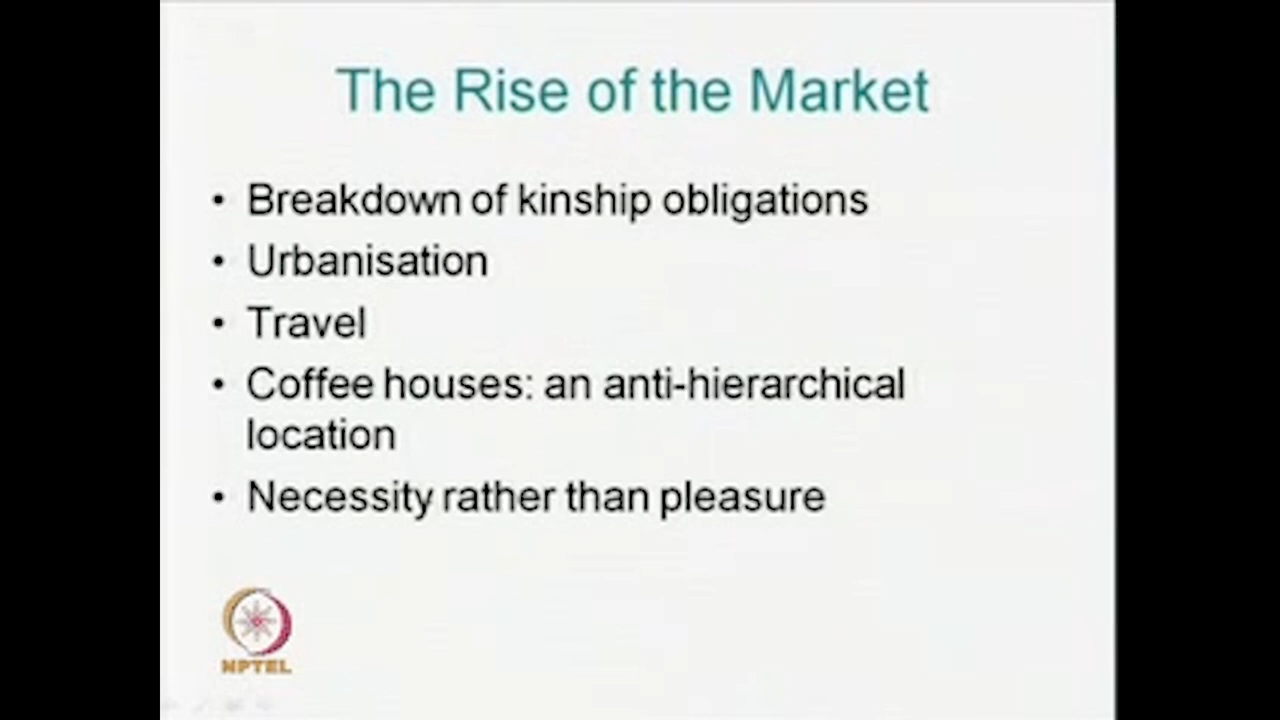 The Rise of the Market
• Breakdown of kinship obligations
• Urbanisation
• Travel
• Coffee houses: an anti-hierarchical
location
• Necessity rather than pleasure
NPTEL